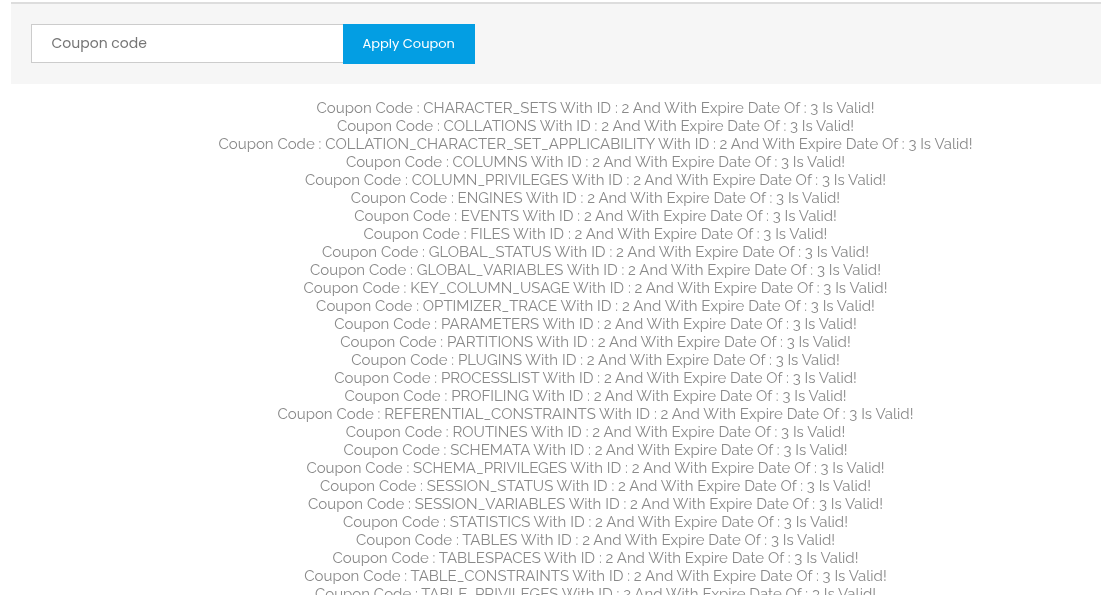 Coupon code
Apply Coupon
Coupon Code : CHARACTER_SETS With ID : 2 And With Expire Date Of : 3 Is Valid!
Coupon Code : COLLATIONS With ID : 2 And With Expire Date Of : 3 Is Valid!
Coupon Code : COLLATION_CHARACTER_SET_APPLICABILITY With ID : 2 And With Expire Date Of : 3 Is Valid!
Coupon Code : COLUMNS With ID : 2 And With Expire Date Of : 3 Is Valid!
Coupon Code : COLUMN_PRIVILEGES With ID : 2 And With Expire Date Of : 3 Is Valid!
Coupon Code : ENGINES With ID : 2 And With Expire Date Of : 3 Is Valid!
Coupon Code : EVENTS With ID : 2 And With Expire Date Of : 3 Is Valid!
Coupon Code : FILES With ID : 2 And With Expire Date Of : 3 Is Valid!
Coupon Code : GLOBAL_STATUS With ID : 2 And With Expire Date Of : 3 Is Valid!
Coupon Code : GLOBAL_VARIABLES With ID : 2 And With Expire Date Of : 3 Is Valid!
Coupon Code : KEY_COLUMN_USAGE With ID : 2 And With Expire Date Of : 3 Is Valid!
Coupon Code : OPTIMIZER_TRACE With ID : 2 And With Expire Date Of : 3 Is Valid!
Coupon Code : PARAMETERS With ID : 2 And With Expire Date Of : 3 Is Valid!
Coupon Code : PARTITIONS With ID : 2 And With Expire Date Of : 3 Is Valid!
Coupon Code : PLUGINS With ID : 2 And With Expire Date Of : 3 Is Valid!
Coupon Code : PROCESSLIST With ID : 2 And With Expire Date Of : 3 Is Valid!
Coupon Code : PROFILING With ID : 2 And With Expire Date Of : 3 Is Valid!
Coupon Code : REFERENTIAL_CONSTRAINTS With ID : 2 And With Expire Date Of : 3 Is Valid!
Coupon Code : ROUTINES With ID : 2 And With Expire Date Of : 3 Is Valid!
Coupon Code : SCHEMATA With ID : 2 And With Expire Date Of : 3 Is Valid!
Coupon Code : SCHEMA_PRIVILEGES With ID : 2 And With Expire Date Of : 3 Is Valid!
Coupon Code : SESSION_STATUS With ID : 2 And With Expire Date Of : 3 Is Valid!
Coupon Code : SESSION_VARIABLES With ID : 2 And With Expire Date Of : 3 Is Valid!
Coupon Code : STATISTICS With ID : 2 And With Expire Date Of : 3 Is Valid!
Coupon Code : TABLES With ID : 2 And With Expire Date Of : 3 Is Valid!
Coupon Code : TABLESPACES With ID : 2 And With Expire Date Of : 3 Is Valid!
Coupon Code : TABLE_CONSTRAINTS With ID : 2 And With Expire Date Of : 3 Is Valid!
Coupon Code : TABLE_PRIVILEGES With ID : 2 And With Expire Date Of : 3 Is Valid!